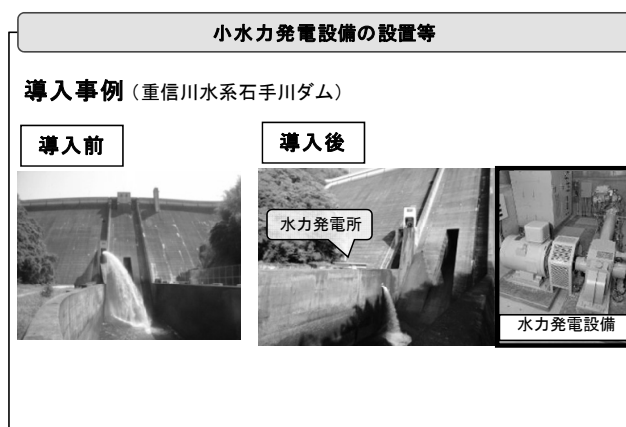 小水力発電設備の設置等
導入事例（重信川水系石手川ダム）
導入前
導入後
水力発電所
水力発電設備